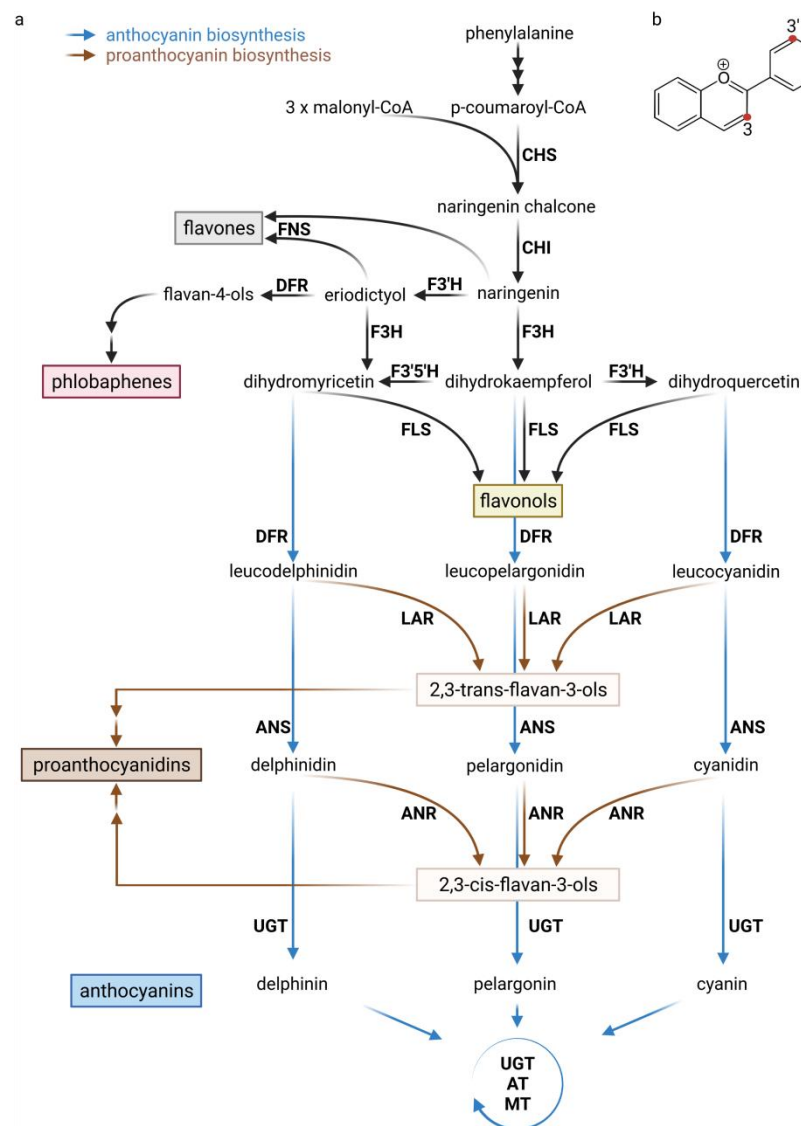 a
b
anthocyanin biosynthesis
proanthocyanin biosynthesis
phenylalanine
3'
3 x malonyl-CoA
p-coumaroyl-CoA
⊕
O
3
CHS
naringenin chalcone
flavones
FNS
CHI
flavan-4-ols
DFR
eriodictyol
F3'H
naringenin
F3H
F3H
phlobaphenes
dihydromyricetin
F3'5'H
dihydrokaempferol
F3'H
dihydroquercetin
FLS
FLS
FLS
flavonols
DFR
DFR
DFR
leucodelphinidin
leucopelargonidin
leucocyanidin
LAR
LAR
LAR
2,3-trans-flavan-3-ols
ANS
ANS
ANS
proanthocyanidins
delphinidin
pelargonidin
cyanidin
ANR
ANR
ANR
2,3-cis-flavan-3-ols
UGT
UGT
UGT
anthocyanins
delphinin
pelargonin
cyanin
UGT
AT
MT